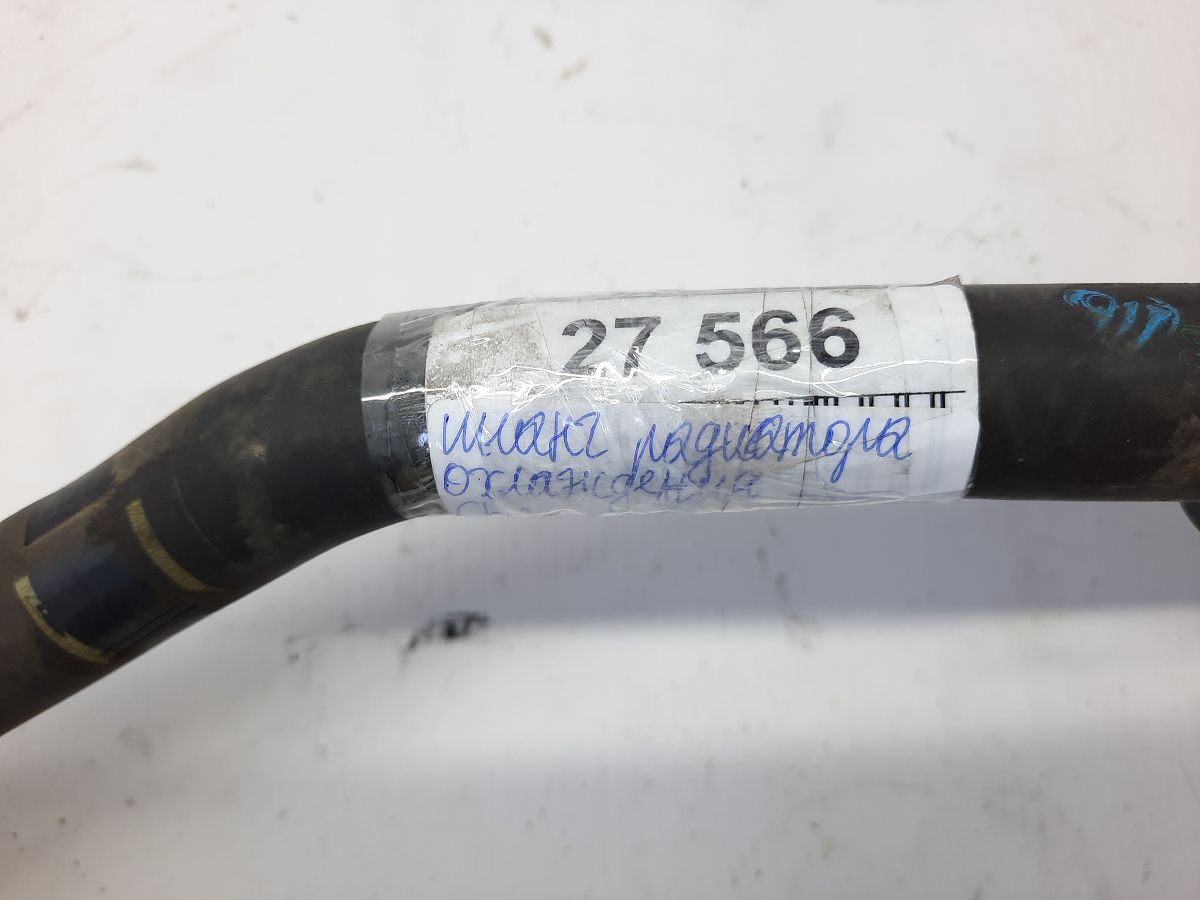 27 566
шланг радиатора
охлаждения